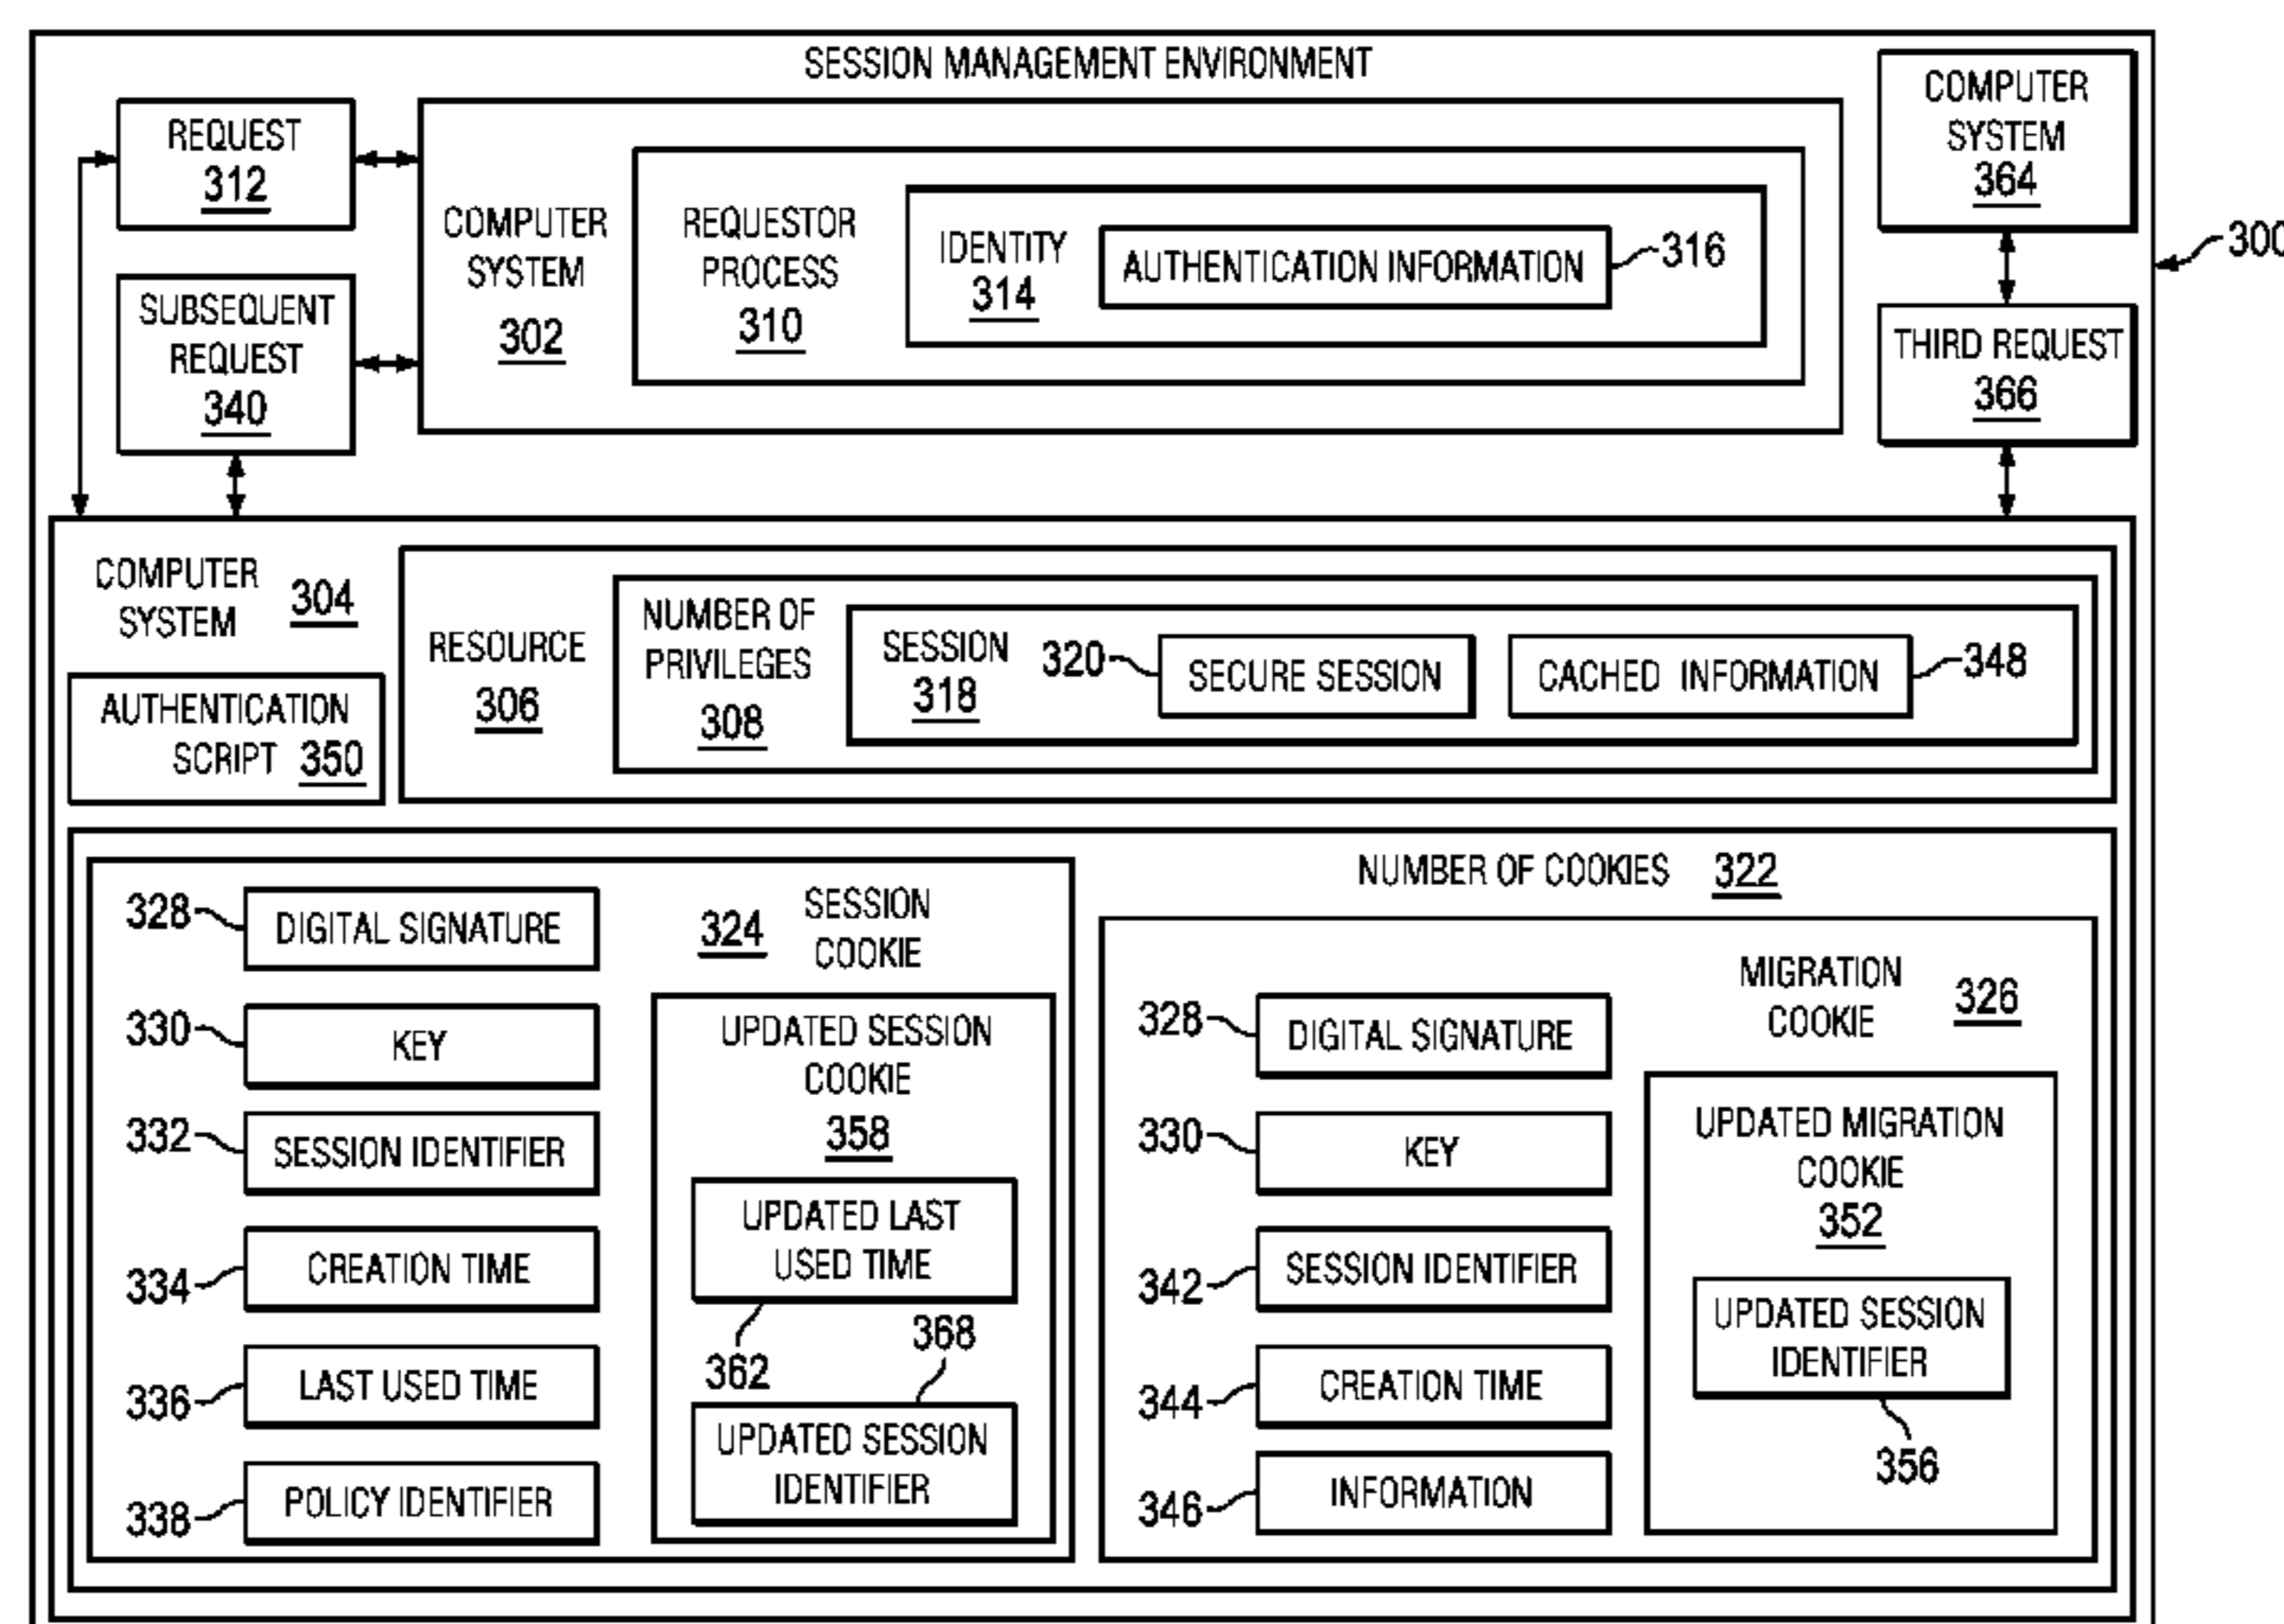 SESSION MANAGEMENT ENVIRONMENT
REQUEST
312
SUBSEQUENT
REQUEST
340
COMPUTER
SYSTEM
302
REQUESTOR
PROCESS
310
IDENTITY
314
AUTHENTICATION INFORMATION
316
COMPUTER
SYSTEM
364
THIRD REQUEST
366
300
COMPUTER
SYSTEM
304
AUTHENTICATION
SCRIPT 350
RESOURCE
306
NUMBER OF
PRIVILEGES
308
SESSION
318
320
SECURE SESSION
CACHED INFORMATION
348
NUMBER OF COOKIES 322
324
SESSION
COOKIE
328
DIGITAL SIGNATURE
330
KEY
332
SESSION IDENTIFIER
334
CREATION TIME
336
LAST USED TIME
338
POLICY IDENTIFIER
UPDATED SESSION
COOKIE
358
UPDATED LAST
USED TIME
362
368
UPDATED SESSION
IDENTIFIER
MIGRATION
COOKIE
326
328
DIGITAL SIGNATURE
330
KEY
342
SESSION IDENTIFIER
344
CREATION TIME
346
INFORMATION
UPDATED MIGRATION
COOKIE
352
UPDATED SESSION
IDENTIFIER
356